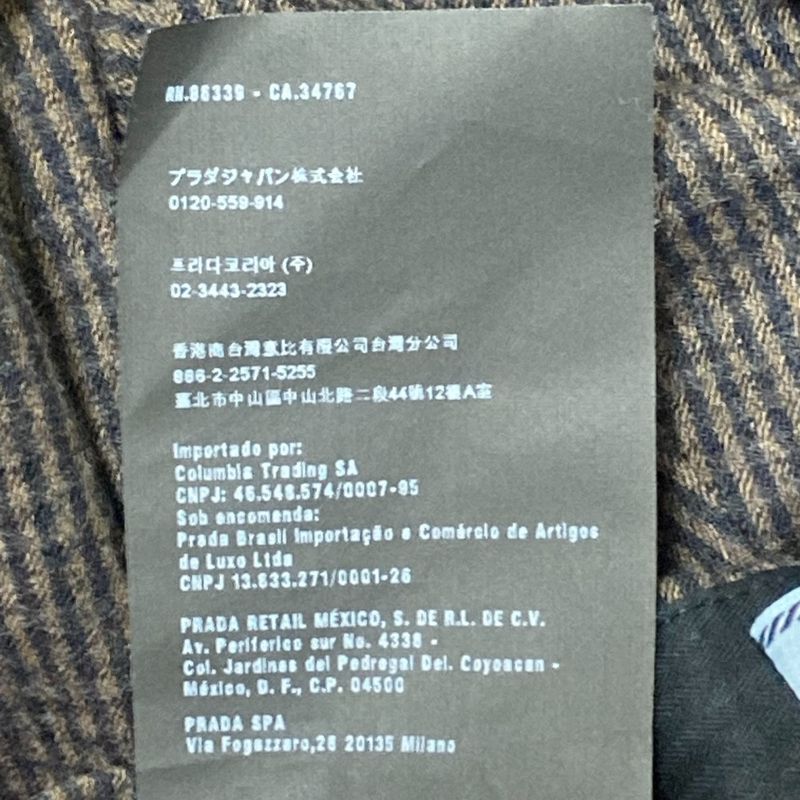 RN.86339 - CA.34767
プラダジャパン株式会社
0120-559-914
프라다코리아 (주)
02-3443-2323
香港商台灣壹比有限公司台灣分公司
866-2-2571-5255
臺北市中山區中山北路二段44號12樓A室
Importado por:
Columbia Trading SA
CNPJ: 46.548.574/0007-95
Sob encomenda:
Prada Brasil Importação e Comércio de Artigos
de Luxo Ltda
CNPJ 13.633.271/0001-26
PRADA RETAIL MÉXICO, S. DE R.L. DE C.V.
Av. Periferico sur No. 4338 -
Col. Jardines del Pedregal Del. Coyoacan -
México, D. F., C.P. 04500
PRADA SPA
Via Fogazzaro,28 20135 Milano